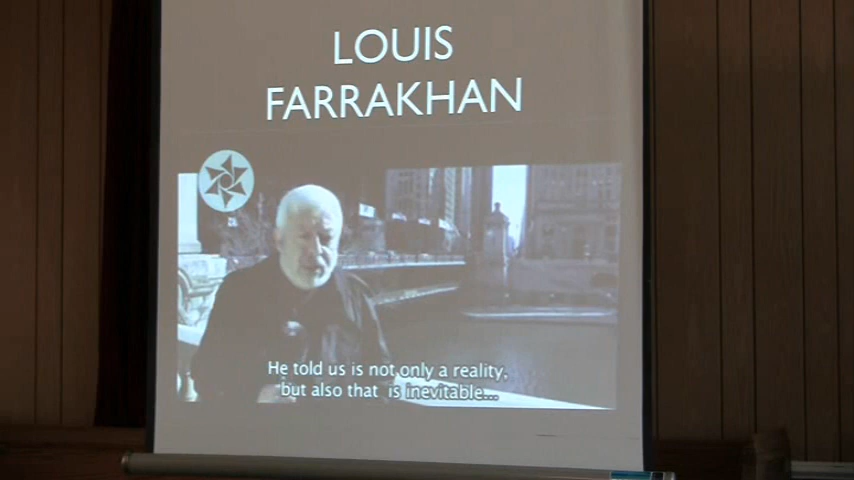 LOUIS
FARRAKHAN
He told us is not only a reality,
but also that is inevitable...